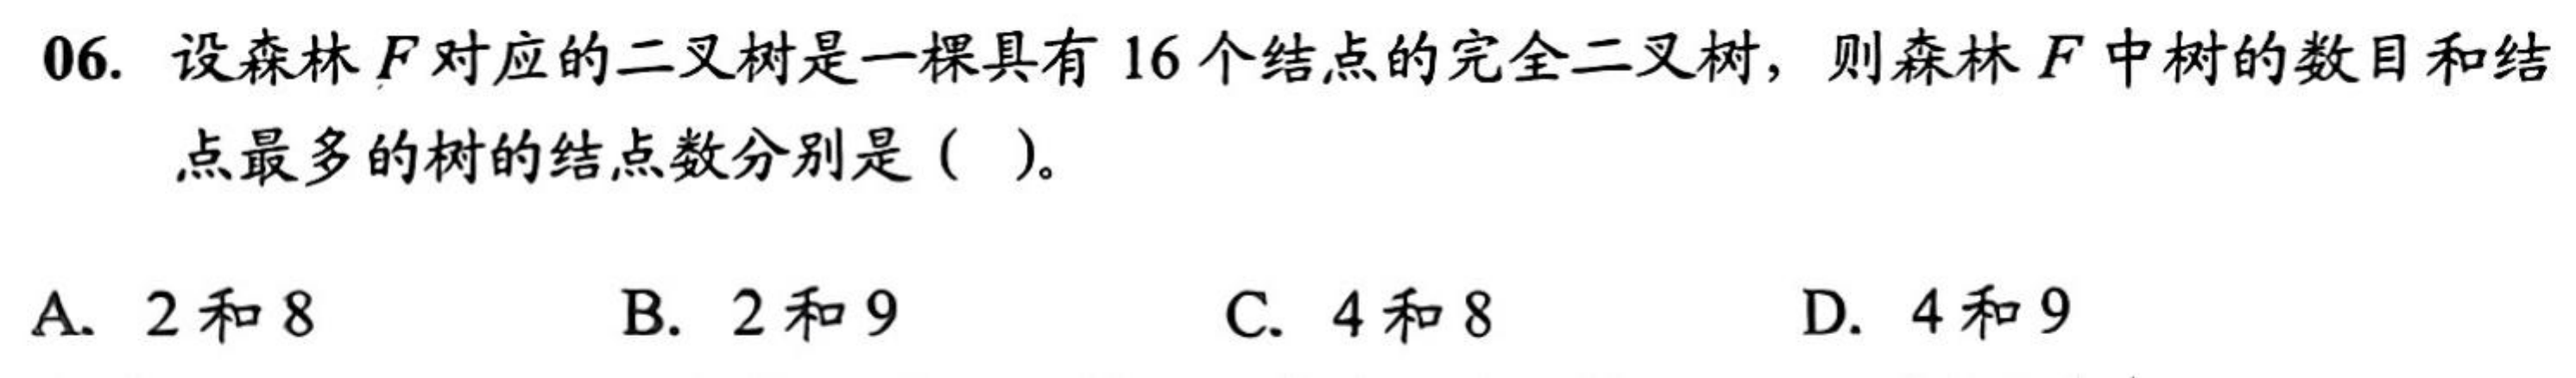 06. 设森林 F 对应的二叉树是一棵具有 16 个结点的完全二叉树，则森林 F 中树的数目和结
点最多的树的结点数分别是（ ）。
A. 2 和 8 B. 2 和 9 C. 4 和 8 D. 4 和 9